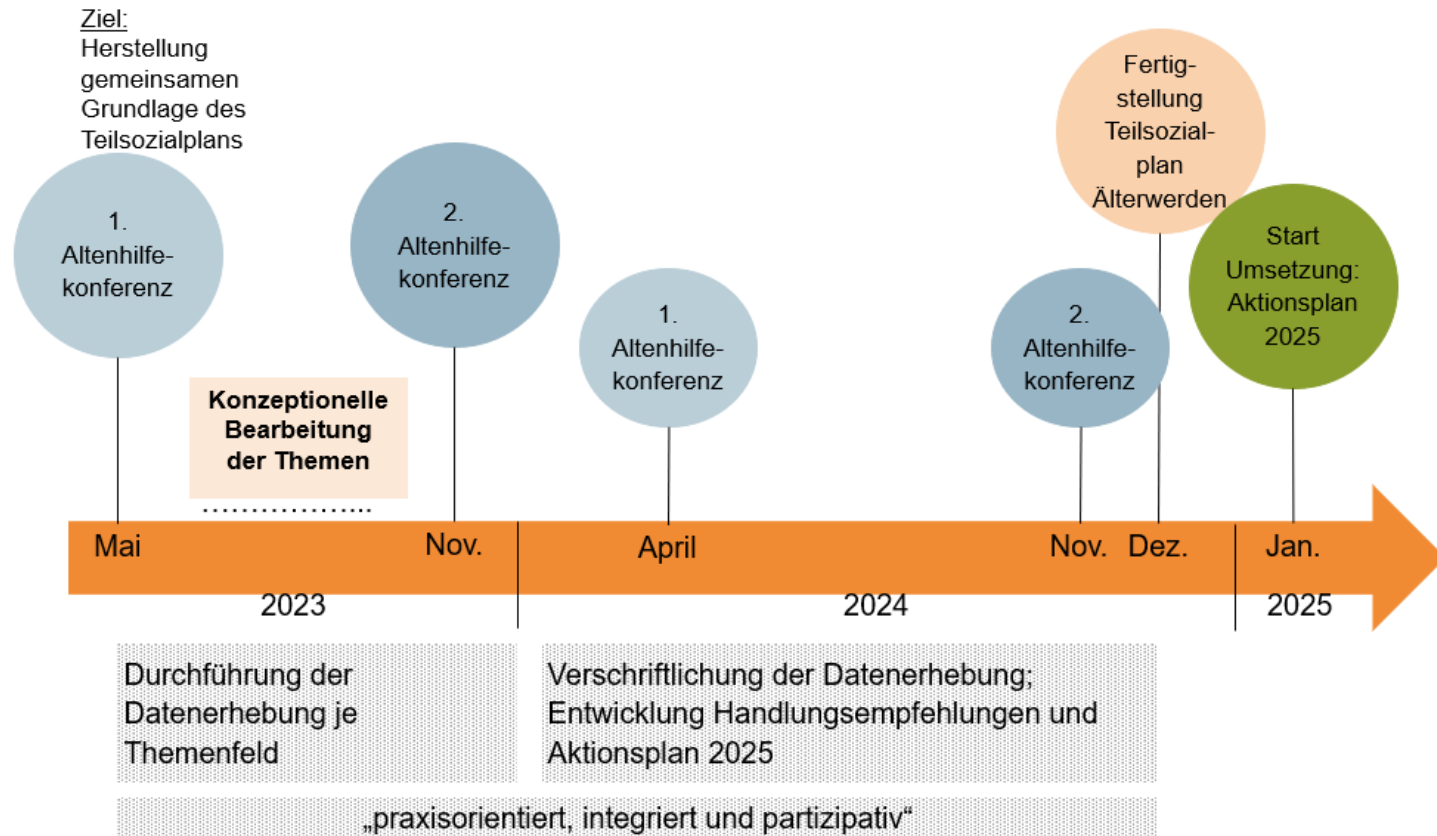 Ziel:
Herstellung
gemeinsamen
Grundlage des
Teilsozialplans
1.
Altenhilfe-
konferenz
2.
Altenhilfe-
konferenz
1.
Altenhilfe-
konferenz
2.
Altenhilfe-
konferenz
Fertig-
stellung
Teilsozial-
plan
Älterwerden
Start
Umsetzung:
Aktionsplan
2025
Konzeptionelle
Bearbeitung
der Themen
Mai
Nov.
April
Nov.
Dez.
Jan.
2023
2024
2025
Durchführung der
Datenerhebung je
Themenfeld
Verschriftlichung der Datenerhebung;
Entwicklung Handlungsempfehlungen und
Aktionsplan 2025
„praxisorientiert, integriert und partizipativ“